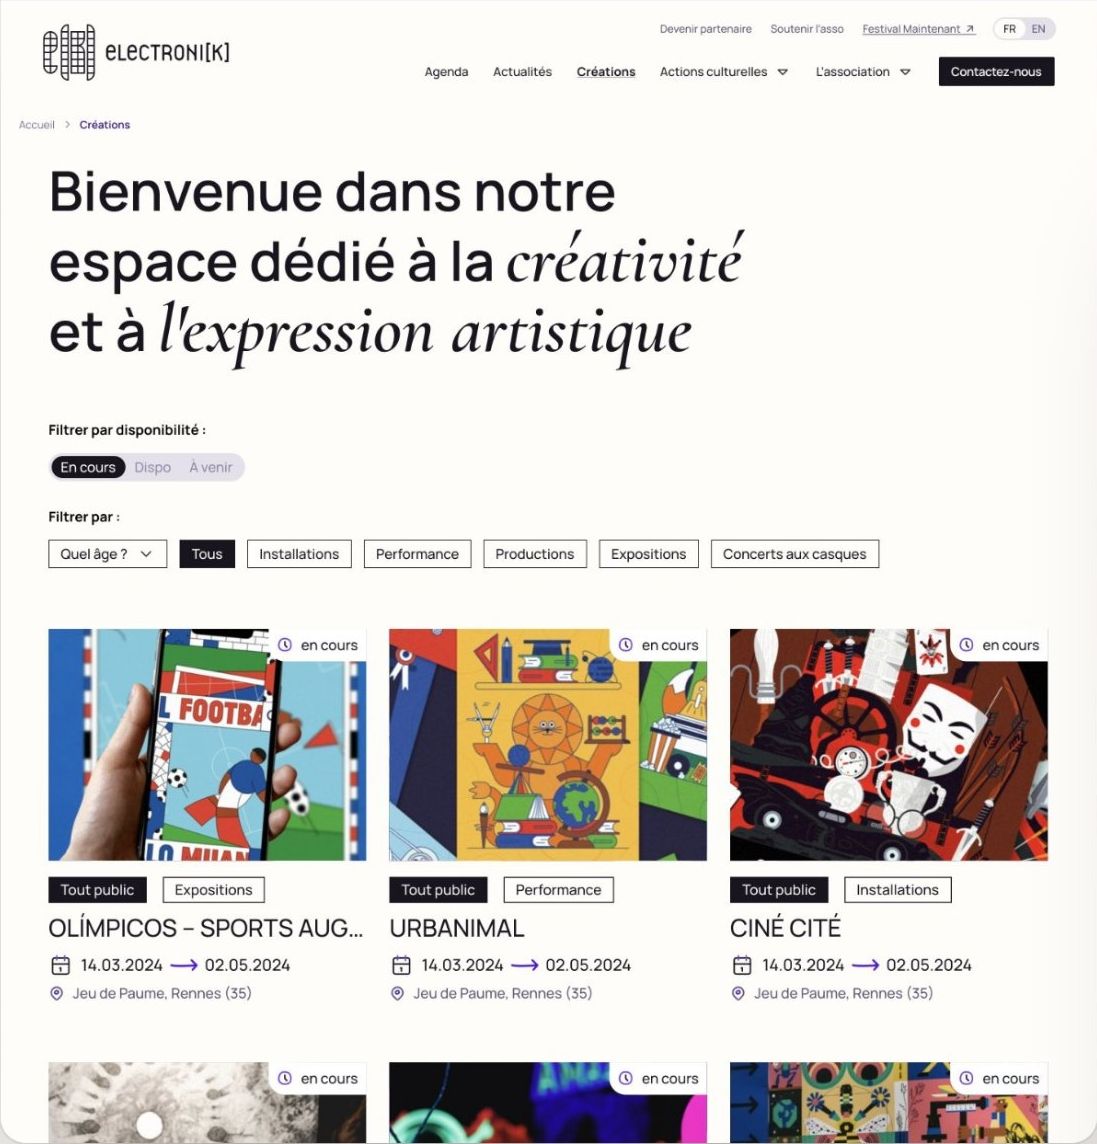 Devenir partenaire Soutenir l'asso Festival Maintenant FR EN
eLECTRONI[K]
Agenda Actualités Créations Actions culturelles L'association Contactez-nous
Accueil Créations
Bienvenue dans notre
espace dédié à la créativité
et à l'expression artistique
Filtrer par disponibilité :
En cours Dispo À venir
Filtrer par :
Quel âge ? Tous Installations Performance Productions Expositions Concerts aux casques
en cours
L FOOTBA
en cours
en cours
Tout public Expositions
OLÍMPICOS – SPORTS AUG...
14.03.2024 02.05.2024
Jeu de Paume, Rennes (35)
Tout public Performance
URBANIMAL
14.03.2024 02.05.2024
Jeu de Paume, Rennes (35)
Tout public Installations
CINÉ CITÉ
14.03.2024 02.05.2024
Jeu de Paume, Rennes (35)
en cours
en cours
en cours